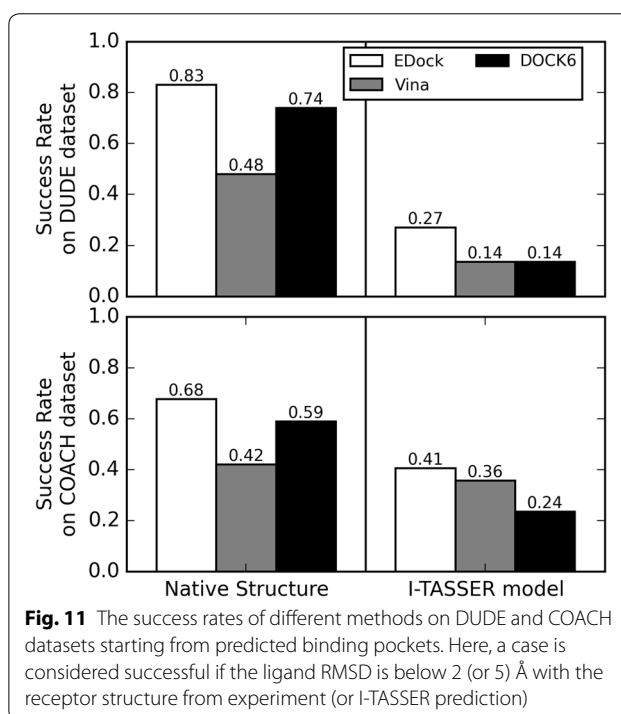 1.0
0.8
0.6
0.4
0.2
0.0
Success Rate
on DUDE dataset
EDock
Vina
DOCK6
0.83
0.48
0.74
0.27
0.14
0.14
1.0
0.8
0.6
0.4
0.2
0.0
Success Rate
on COACH dataset
0.68
0.42
0.59
0.41
0.36
0.24
Native Structure
I-TASSER model
Fig. 11 The success rates of different methods on DUDE and COACH
datasets starting from predicted binding pockets. Here, a case is
considered successful if the ligand RMSD is below 2 (or 5) Å with the
receptor structure from experiment (or I-TASSER prediction)